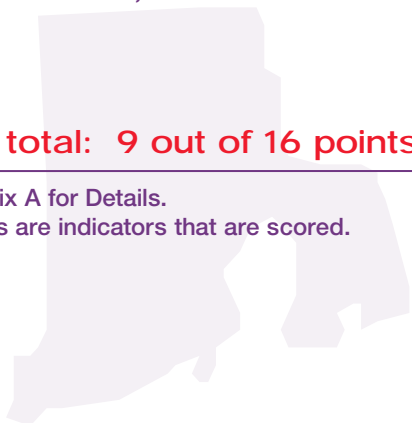 total: 9 out of 16 points
ix A for Details.
s are indicators that are scored.